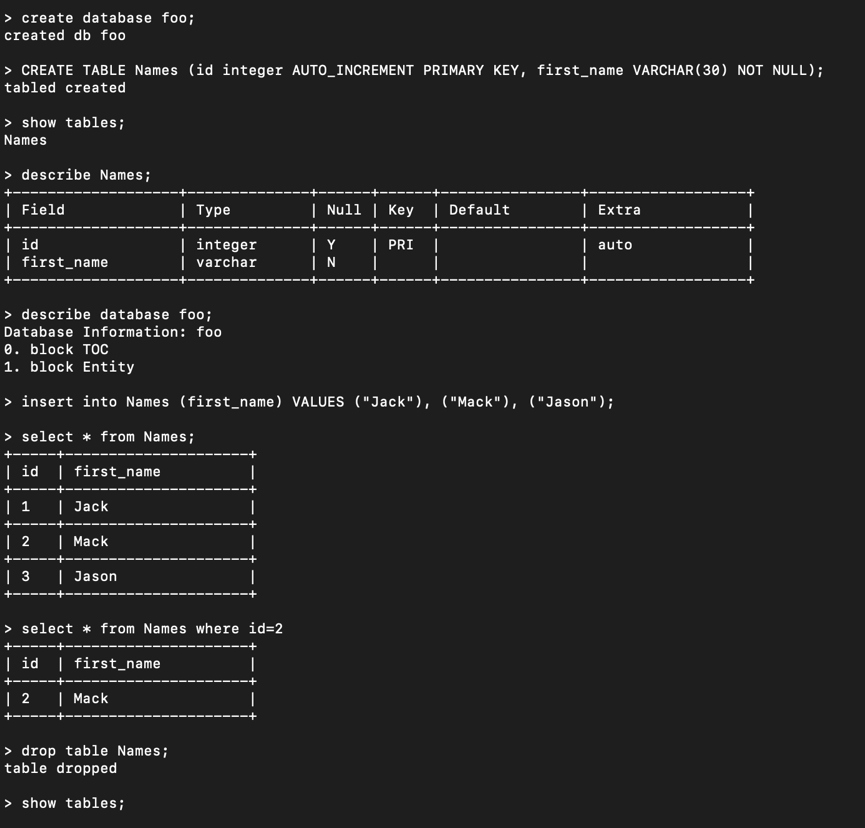 > create database foo;
created db foo
> CREATE TABLE Names (id integer AUTO_INCREMENT PRIMARY KEY, first_name VARCHAR(30) NOT NULL);
tabled created
> show tables;
Names
> describe Names;
+-------------------+--------------+------+------+----------------+------------------+
| Field | Type | Null | Key | Default | Extra |
+-------------------+--------------+------+------+----------------+------------------+
| id | integer | Y | PRI | | auto |
| first_name | varchar | N | | | |
+-------------------+--------------+------+------+----------------+------------------+
> describe database foo;
Database Information: foo
0. block TOC
1. block Entity
> insert into Names (first_name) VALUES ("Jack"), ("Mack"), ("Jason");
> select * from Names;
+-----+---------------------+
| id | first_name |
+-----+---------------------+
| 1 | Jack |
+-----+---------------------+
| 2 | Mack |
+-----+---------------------+
| 3 | Jason |
+-----+---------------------+
> select * from Names where id=2
+-----+---------------------+
| id | first_name |
+-----+---------------------+
| 2 | Mack |
+-----+---------------------+
> drop table Names;
table dropped
> show tables;